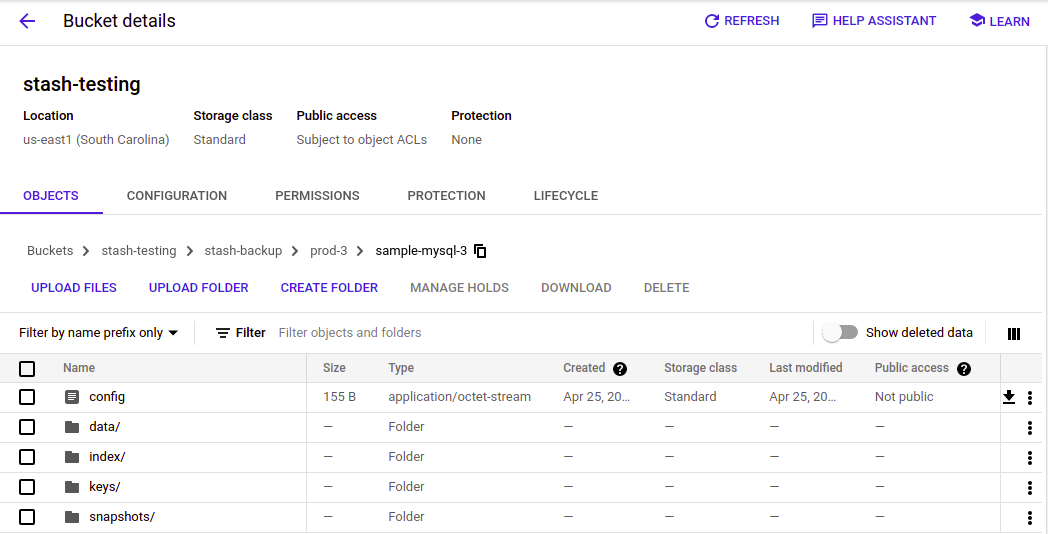 Bucket details REFRESH HELP ASSISTANT LEARN
stash-testing
Location Storage class Public access Protection
us-east1 (South Carolina) Standard Subject to object ACLs None
OBJECTS CONFIGURATION PERMISSIONS PROTECTION LIFECYCLE
Buckets > stash-testing > stash-backup > prod-3 > sample-mysql-3
UPLOAD FILES UPLOAD FOLDER CREATE FOLDER MANAGE HOLDS DOWNLOAD DELETE
Filter by name prefix only Filter Filter objects and folders Show deleted data
Name Size Type Created ? Storage class Last modified Public access ?
config 155 B application/octet-stream Apr 25, 20... Standard Apr 25, 20... Not public
data/ — Folder — — — —
index/ — Folder — — — —
keys/ — Folder — — — —
snapshots/ — Folder — — — —